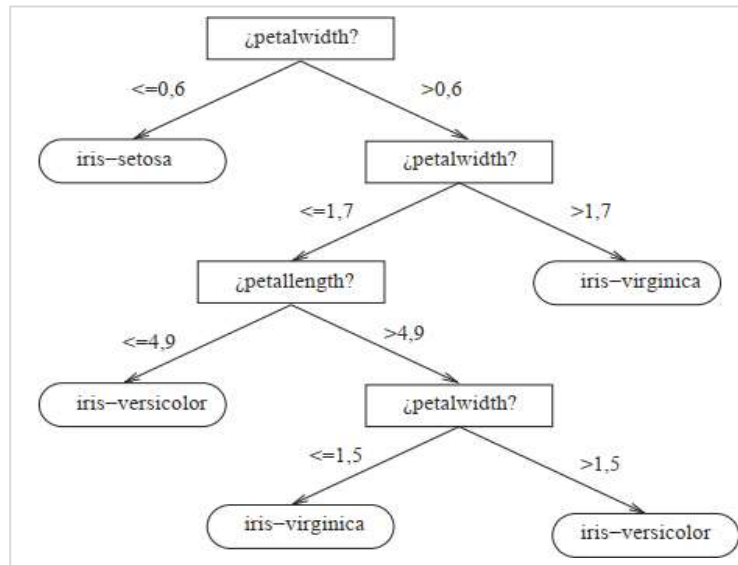 ¿petalwidth?
<=0,6
>0,6
iris−setosa
¿petalwidth?
<=1,7
>1,7
¿petallength?
iris−virginica
<=4,9
>4,9
iris−versicolor
¿petalwidth?
<=1,5
>1,5
iris−virginica
iris−versicolor